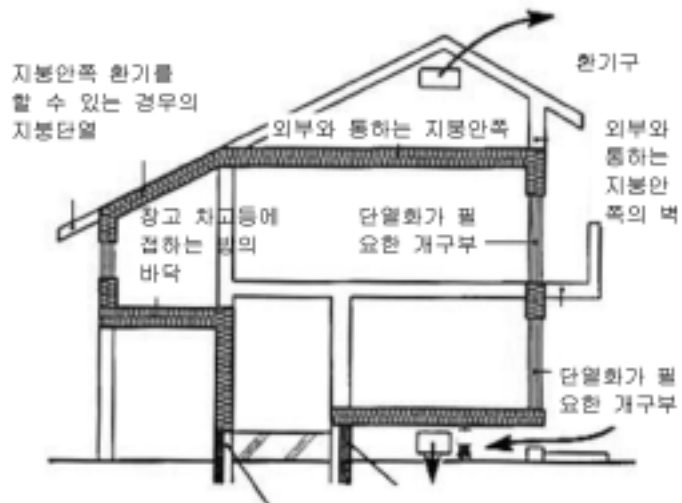 지붕안쪽 환기를
할 수 있는 경우의
지붕단열
환기구
외부와 통하는 지붕안쪽
외부와
통하는
지붕안
쪽의 벽
창고 차고등에
접하는 방의
바닥
단열화가 필
요한 개구부
단열화가 필
요한 개구부